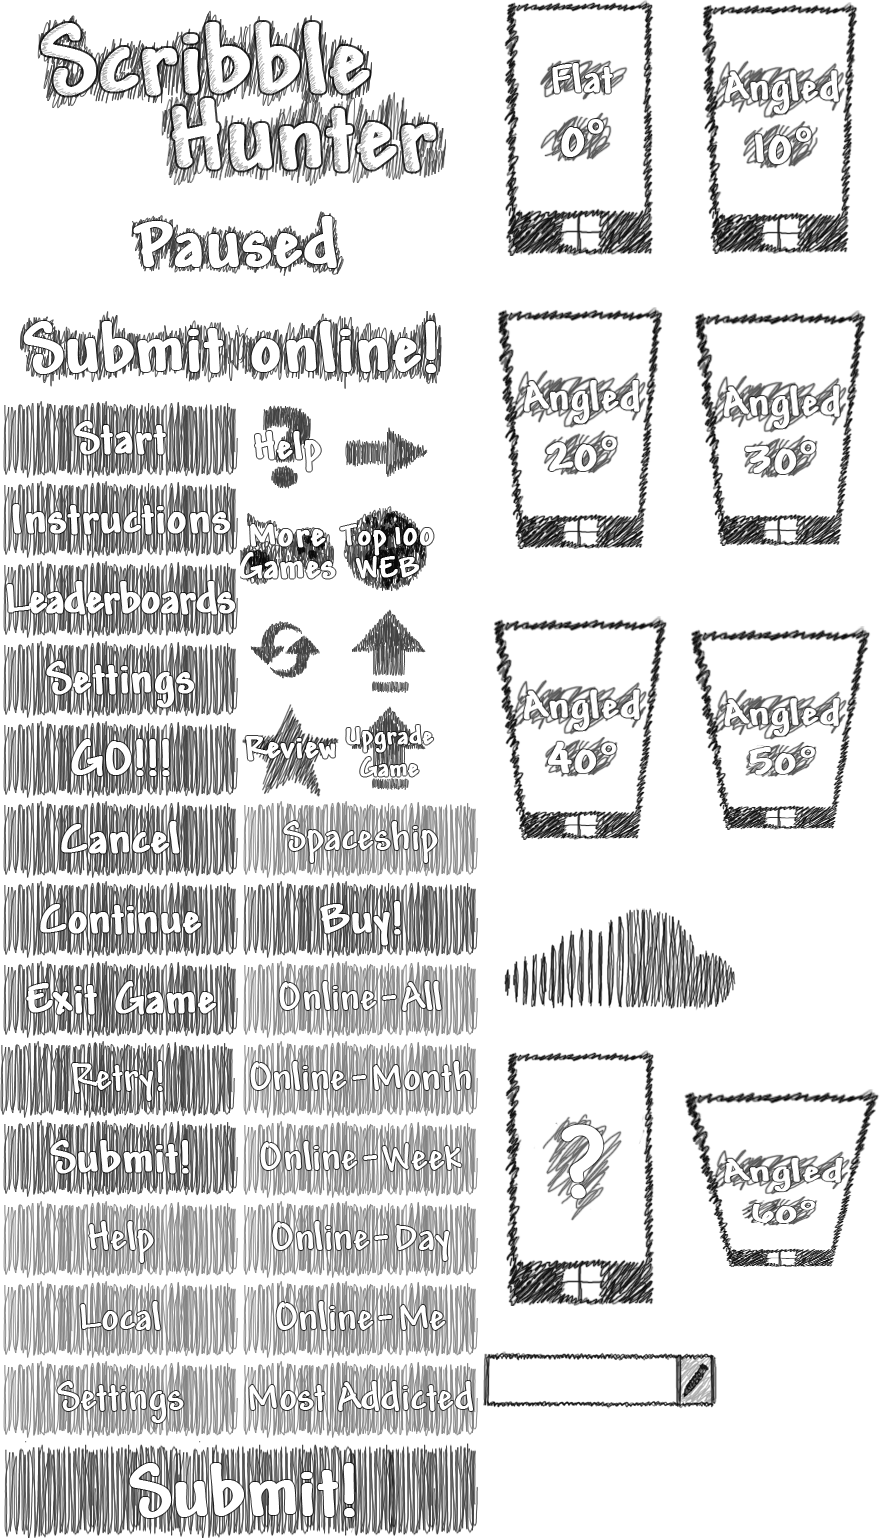 Scribble
Hunter
Paused
Submit online!
Start
Instructions
Leaderboards
Settings
GO!!!
Cancel
Continue
Exit Game
Retry!
Submit!
Help
Local
Settings
Submit!
Help
More
Games
Top 100
WEB
Review
Upgrade
Game
Spaceship
Buy!
Online-All
Online-Month
Online-Week
Online-Day
Online-Me
Most Addicted
Flat
0°
Angled
10°
Angled
20°
Angled
30°
Angled
40°
Angled
50°
?
Angled
60°